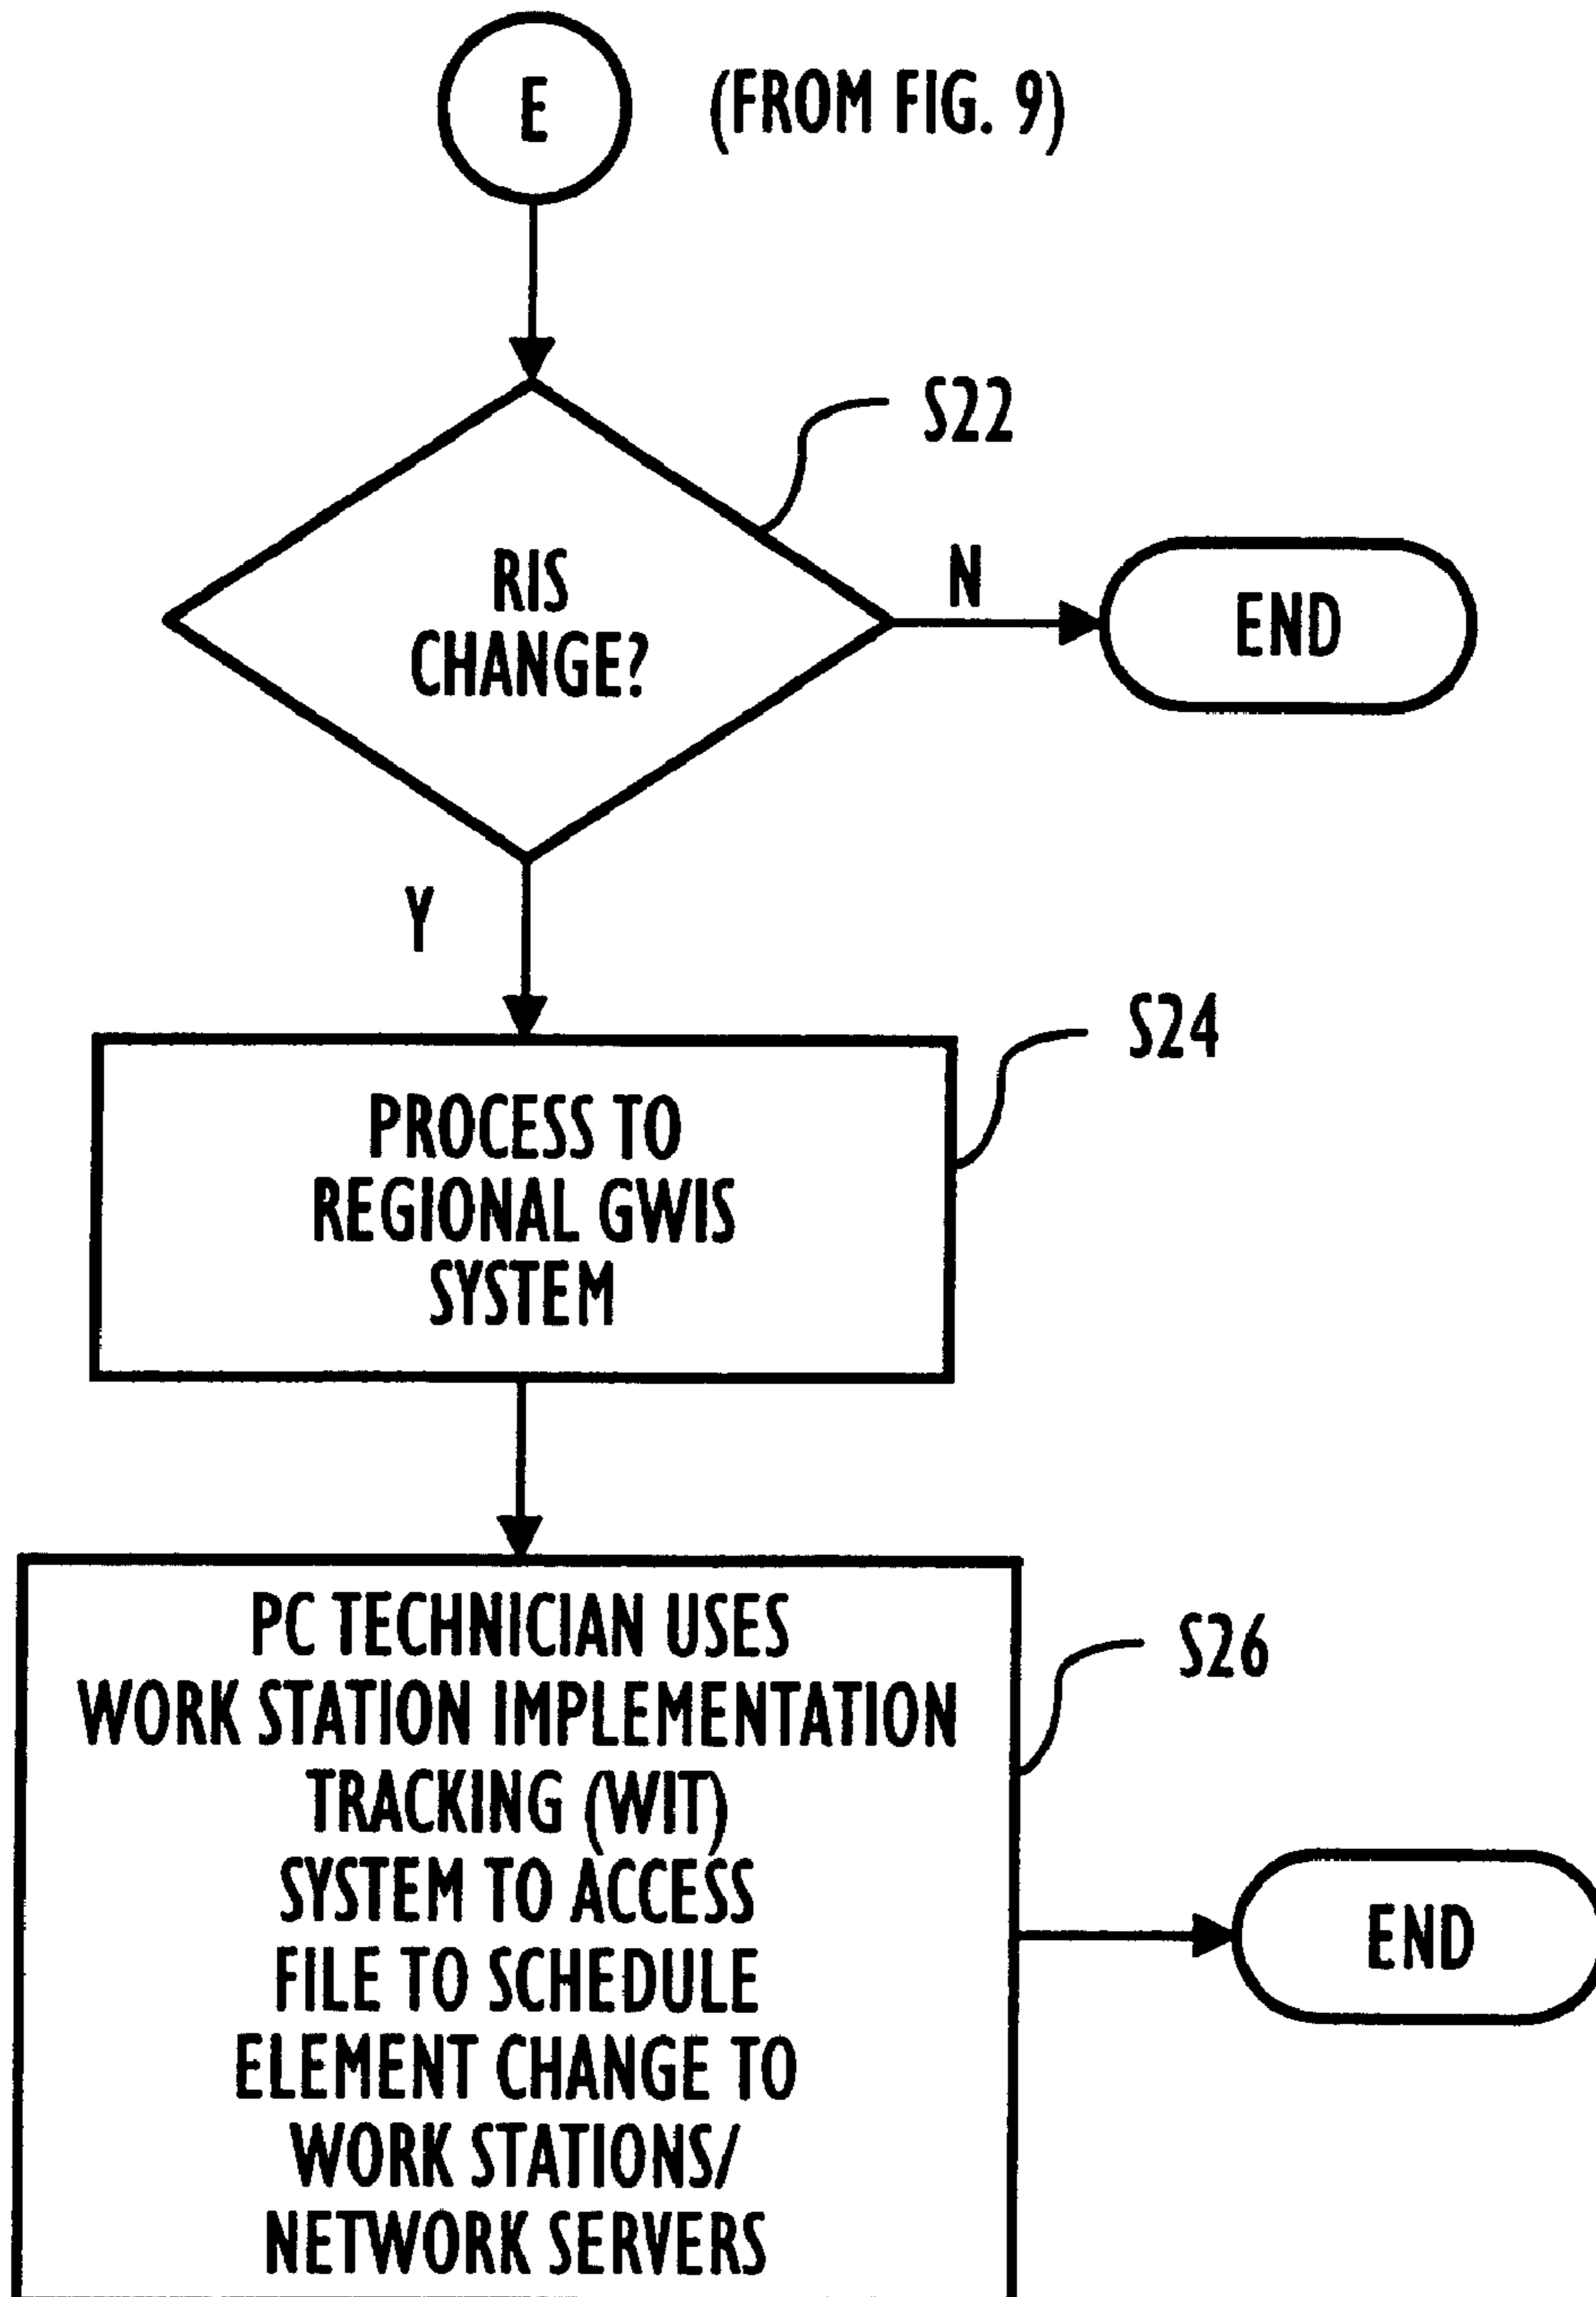 E
(FROM FIG. 9)
S22
RIS
CHANGE?
N
END
Y
S24
PROCESS TO
REGIONAL GWIS
SYSTEM
PC TECHNICIAN USES
WORK STATION IMPLEMENTATION
TRACKING (WIT)
SYSTEM TO ACCESS
FILE TO SCHEDULE
ELEMENT CHANGE TO
WORK STATIONS/
NETWORK SERVERS
S26
END